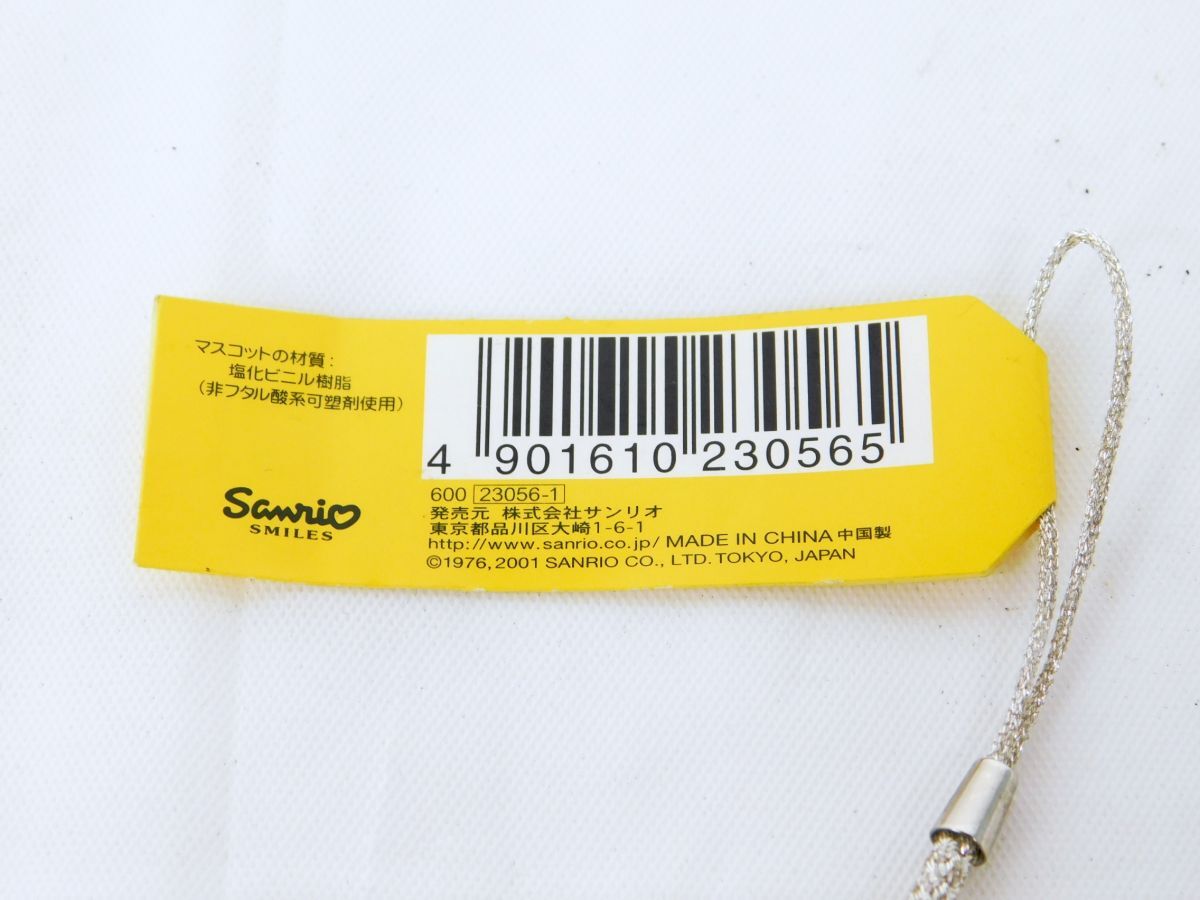 マスコットの材質:
塩化ビニル樹脂
(非フタル酸系可塑剤使用)
Sanrio
SMILES
4 901610 230565
600 23056-1
発売元 株式会社サンリオ
東京都品川区大崎1-6-1
http://www.sanrio.co.jp/ MADE IN CHINA 中国製
©1976, 2001 SANRIO CO., LTD. TOKYO, JAPAN